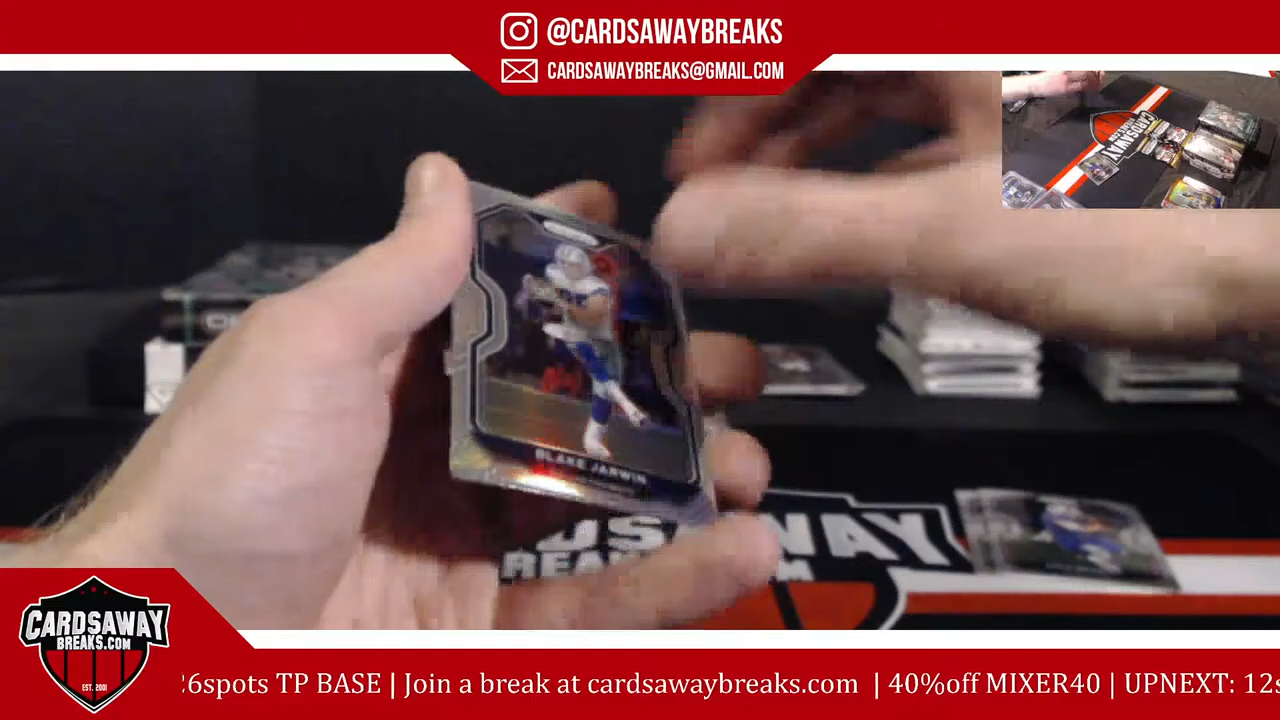 @CARDSAWAYBREAKS
CARDSAWAYBREAKS@GMAIL.COM
BLAKE JARWIN
CARDSAWAY
BREAKS.COM
EST. 2001
26spots TP BASE | Join a break at cardsawaybreaks.com | 40%off MIXER40 | UPNEXT: 12s